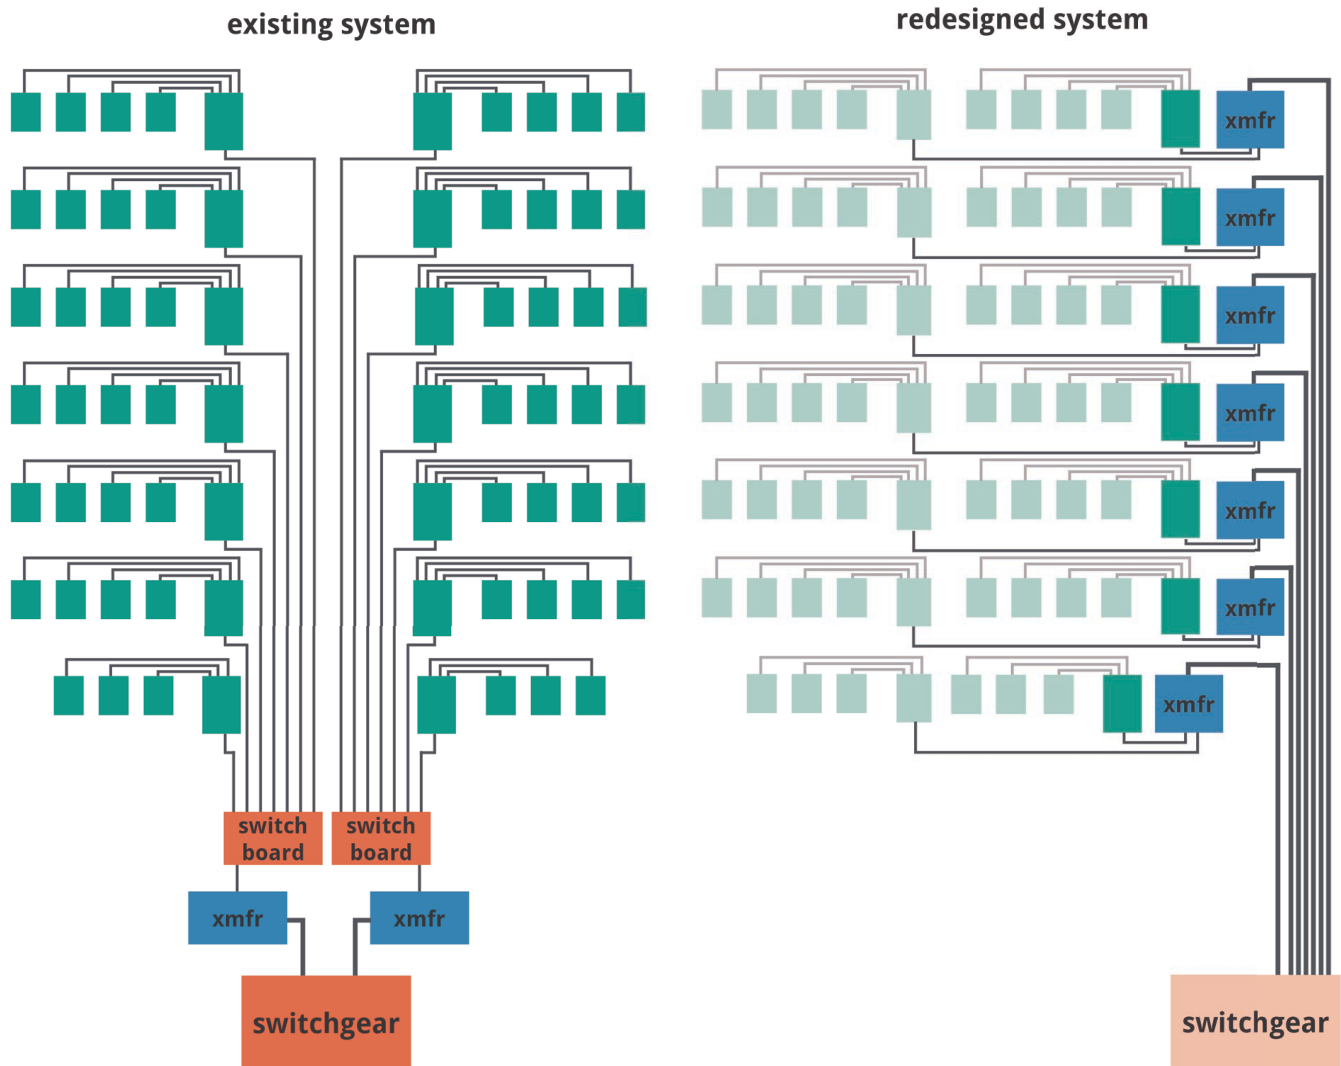 existing system
redesigned system
xmfr
xmfr
xmfr
xmfr
xmfr
xmfr
xmfr
switch
board
switch
board
xmfr
xmfr
switchgear
switchgear